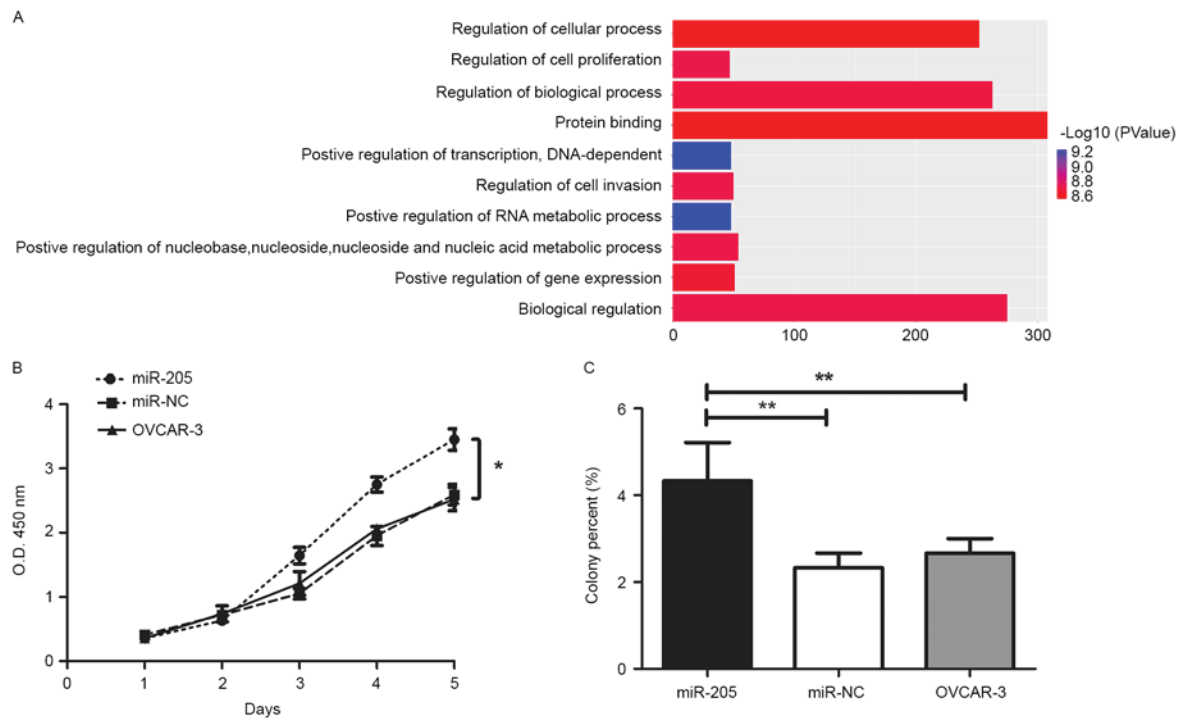 A
Regulation of cellular process
Regulation of cell proliferation
Regulation of biological process
Protein binding
Postive regulation of transcription, DNA-dependent
Regulation of cell invasion
Postive regulation of RNA metabolic process
Postive regulation of nucleobase,nucleoside,nucleoside and nucleic acid metabolic process
Postive regulation of gene expression
Biological regulation
0 100 200 300
-Log10 (PValue)
9.2
9.0
8.8
8.6
B
miR-205
miR-NC
OVCAR-3
4
3
2
1
0
O.D. 450 nm
*
0 1 2 3 4 5
Days
C
**
**
6
4
2
0
Colony percent (%)
miR-205 miR-NC OVCAR-3